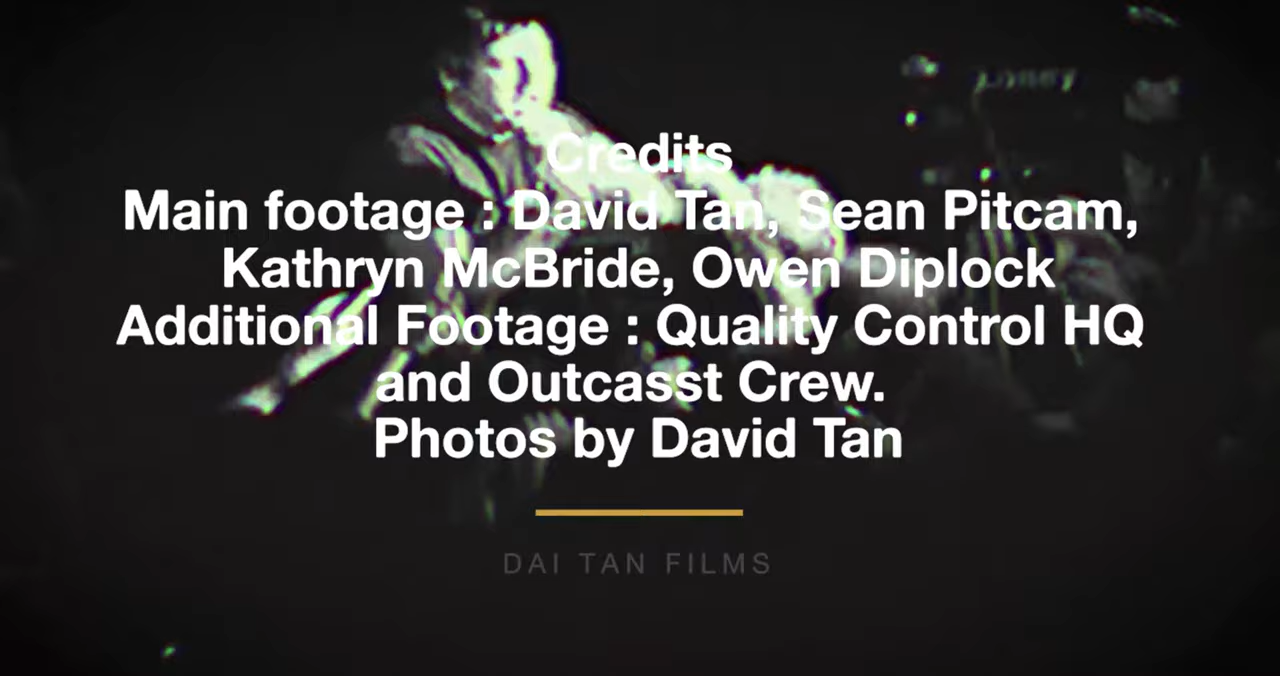 Credits
Main footage : David Tan, Sean Pitcam,
Kathryn McBride, Owen Diplock
Additional Footage : Quality Control HQ
and Outcasst Crew.
Photos by David Tan
DAI TAN FILMS